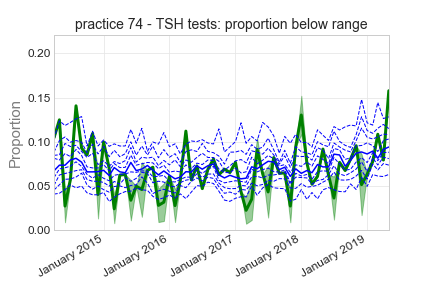 practice 74 - TSH tests: proportion below range
0.20
0.15
0.10
0.05
0.00
Proportion
January 2015
January 2016
January 2017
January 2018
January 2019